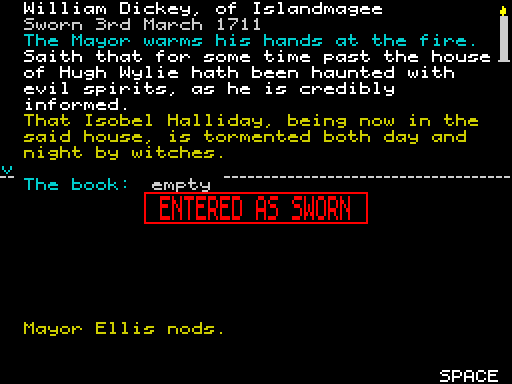 William Dickey, of Islandmagee
Sworn 3rd March 1711
The Mayor warms his hands at the fire.
Saith that for some time past the house
of Hugh Wylie hath been haunted with
evil spirits, as he is credibly
informed.
That Isobel Halliday, being now in the
said house, is tormented both day and
night by witches.
v
The book: empty
ENTERED AS SWORN
Mayor Ellis nods.
SPACE